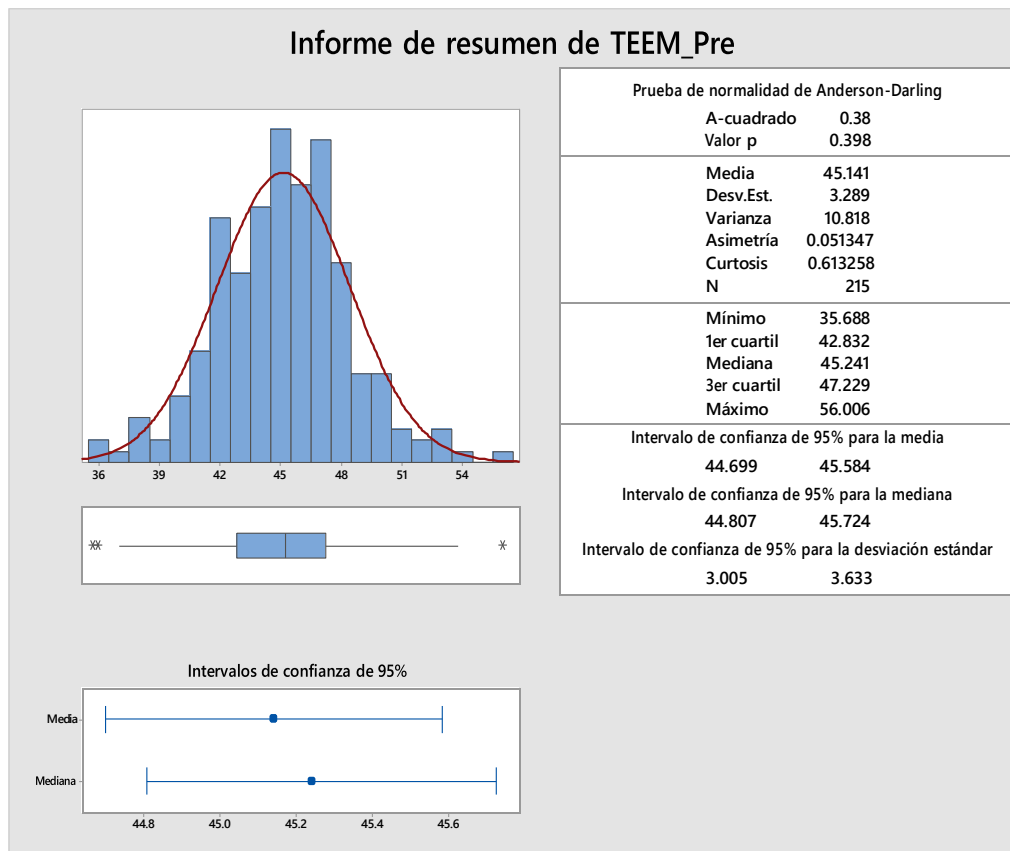 Informe de resumen de TEEM_Pre
36 39 42 45 48 51 54
Prueba de normalidad de Anderson-Darling
A-cuadrado 0.38
Valor p 0.398
Media 45.141
Desv.Est. 3.289
Varianza 10.818
Asimetría 0.051347
Curtosis 0.613258
N 215
Mínimo 35.688
1er cuartil 42.832
Mediana 45.241
3er cuartil 47.229
Máximo 56.006
Intervalo de confianza de 95% para la media
44.699 45.584
Intervalo de confianza de 95% para la mediana
44.807 45.724
Intervalo de confianza de 95% para la desviación estándar
3.005 3.633
Intervalos de confianza de 95%
Media
Mediana
44.8 45.0 45.2 45.4 45.6